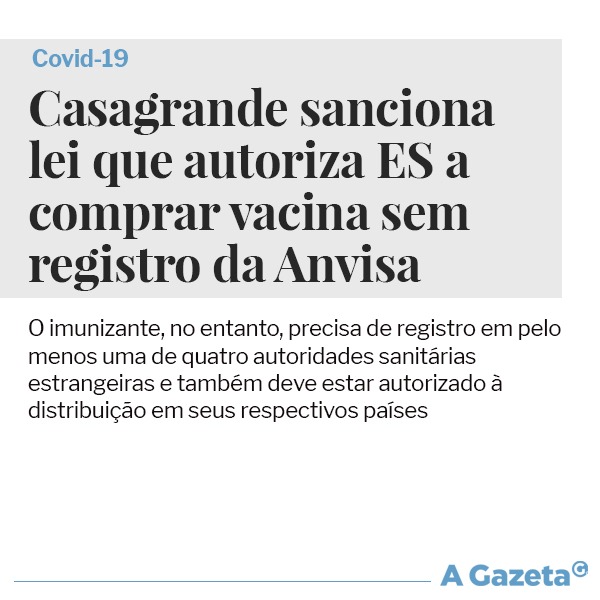 Covid-19
Casagrande sanciona
lei que autoriza ES a
comprar vacina sem
registro da Anvisa
O imunizante, no entanto, precisa de registro em pelo
menos uma de quatro autoridades sanitárias
estrangeiras e também deve estar autorizado à
distribuição em seus respectivos países
A Gazeta G